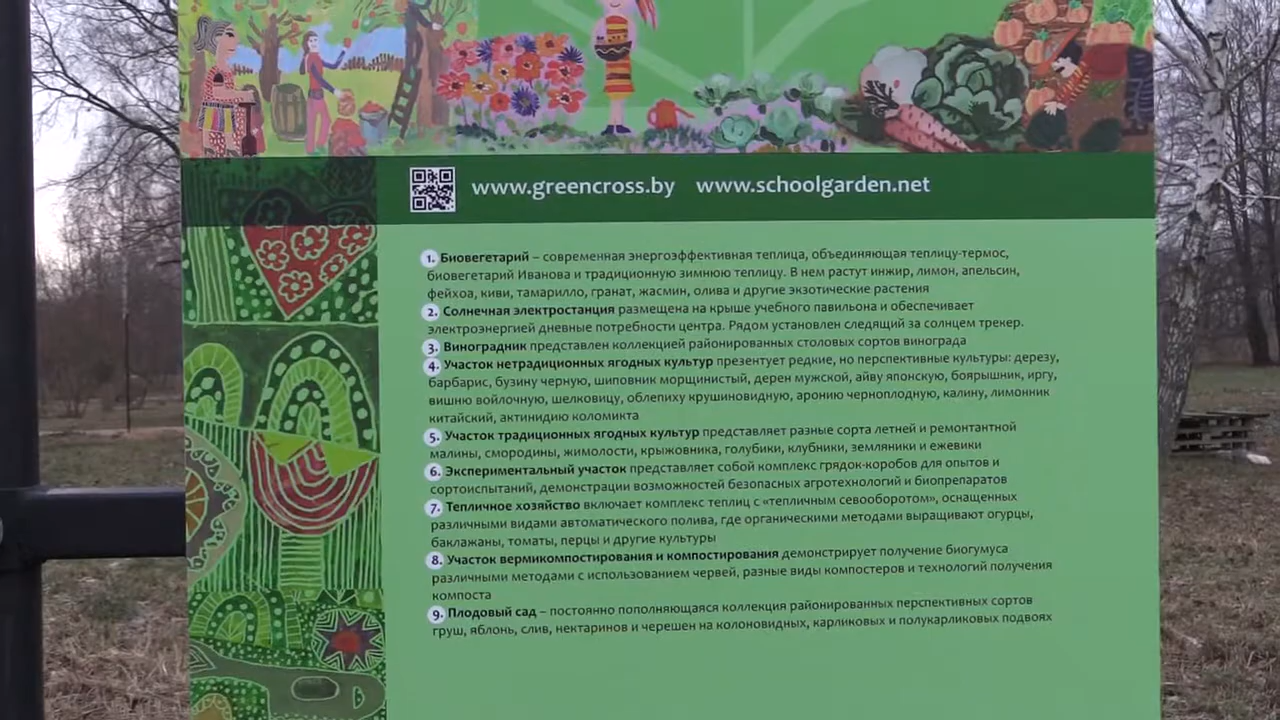 www.greencross.by www.schoolgarden.net
1. Биовегетарий – современная энергоэффективная теплица, объединяющая теплицу-термос,
биовегетарий Иванова и традиционную зимнюю теплицу. В нем растут инжир, лимон, апельсин,
фейхоа, киви, тамарилло, гранат, жасмин, олива и другие экзотические растения
2. Солнечная электростанция размещена на крыше учебного павильона и обеспечивает
электроэнергией дневные потребности центра. Рядом установлен следящий за солнцем трекер.
3. Виноградник представлен коллекцией районированных столовых сортов винограда
4. Участок нетрадиционных ягодных культур презентует редкие, но перспективные культуры: дерезу,
барбарис, бузину черную, шиповник морщинистый, дерен мужской, айву японскую, боярышник, иргу,
вишню войлочную, шелковицу, облепиху крушиновидную, аронию черноплодную, калину, лимонник
китайский, актинидию коломикта
5. Участок традиционных ягодных культур представляет разные сорта летней и ремонтантной
малины, смородины, жимолости, крыжовника, голубики, клубники, земляники и ежевики
6. Экспериментальный участок представляет собой комплекс грядок-коробов для опытов и
сортоиспытаний, демонстрации возможностей безопасных агротехнологий и биопрепаратов
7. Тепличное хозяйство включает комплекс теплиц с «тепличным севооборотом», оснащенных
различными видами автоматического полива, где органическими методами выращивают огурцы,
баклажаны, томаты, перцы и другие культуры
8. Участок вермикомпостирования и компостирования демонстрирует получение биогумуса
различными методами с использованием червей, разные виды компостеров и технологий получения
компоста
9. Плодовый сад – постоянно пополняющаяся коллекция районированных перспективных сортов
груш, яблонь, слив, нектаринов и черешен на колоновидных, карликовых и полукарликовых подвоях